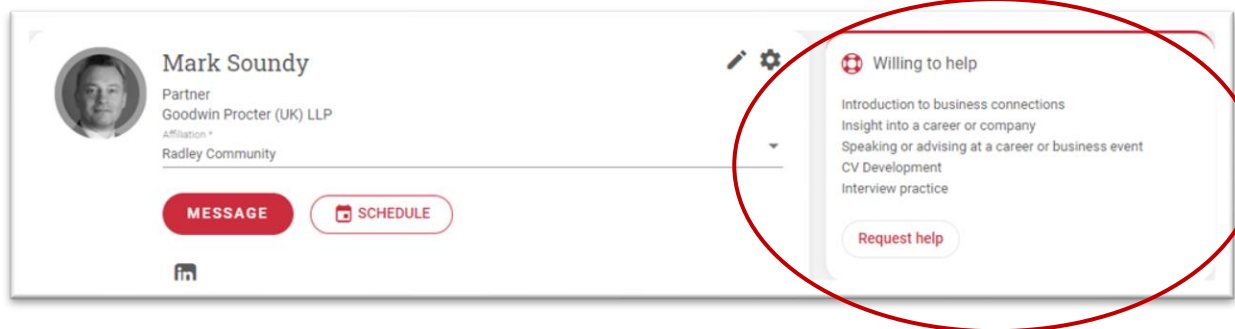 Mark Soundy
Partner
Goodwin Procter (UK) LLP
Affiliation *
Radley Community
MESSAGE
SCHEDULE
in
Willing to help
Introduction to business connections
Insight into a career or company
Speaking or advising at a career or business event
CV Development
Interview practice
Request help